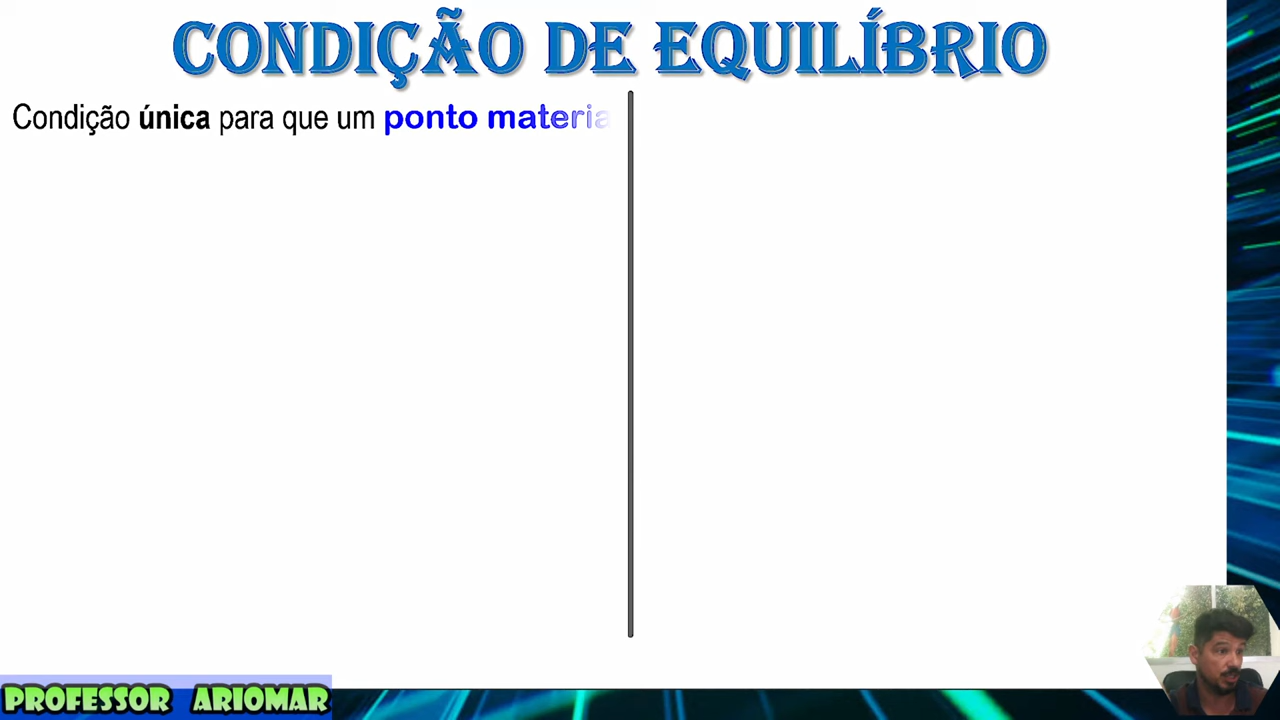 CONDIÇÃO DE EQUILÍBRIO
Condição única para que um ponto materia
PROFESSOR ARIOMAR